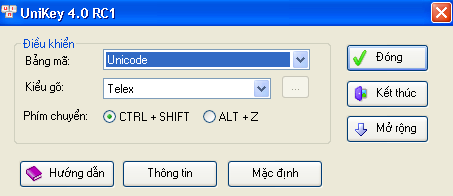 UniKey 4.0 RC1
Điều khiển
Bảng mã: Unicode
Kiểu gõ: Telex ...
Phím chuyển: CTRL + SHIFT ALT + Z
Đóng
Kết thúc
Mở rộng
Hướng dẫn Thông tin Mặc định